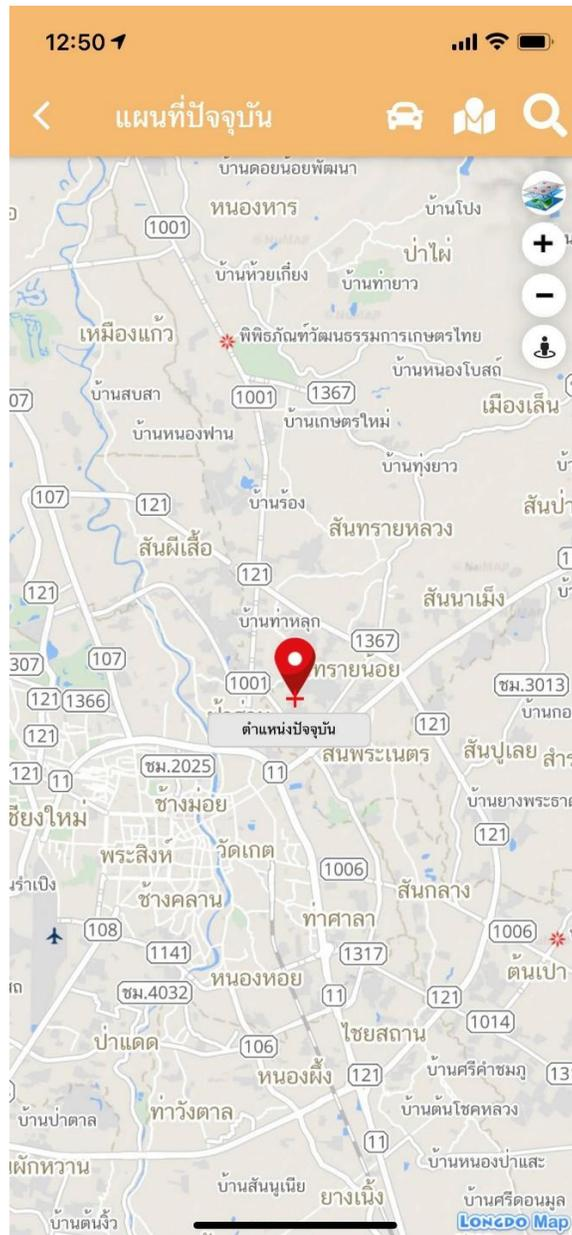 12:50
แผนที่ปัจจุบัน
บ้านดอยน้อยพัฒนา
หนองหาร
บ้านโปง
1001
ป่าไผ่
บ้านห้วยเกี๋ยง
บ้านท่ายาว
เหมืองแก้ว
พิพิธภัณฑ์วัฒนธรรมการเกษตรไทย
บ้านหนองโบสถ์
07
บ้านสบสา
1001
1367
เมืองเล็น
บ้านเกษตรใหม่
บ้านหนองฟาน
บ้านทุ่งยาว
107
121
บ้านร้อง
สันป่า
สันทรายหลวง
สันผีเสื้อ
121
121
สันนาเม็ง
บ้านท่าหลุก
1367
307
107
ทรายน้อย
1001
ชม.3013
121
1366
บ้านกอ
ตำแหน่งปัจจุบัน
121
121
สันพระเนตร
สันปูเลย
สำร
121
11
ชม.2025
11
ช้างม่อย
บ้านยางพระธาตุ
ชียงใหม่
121
พระสิงห์
วัดเกต
1006
นรำเปิง
ช้างคลาน
สันกลาง
ท่าศาลา
108
1006
1141
1317
ต้นเปา
หนองหอย
ชม.4032
11
121
1014
ป่าแดด
106
ไชยสถาน
หนองผึ้ง
121
บ้านศรีคำชมภู
131
ท่าวังตาล
บ้านต้นโชคหลวง
บ้านป่าตาล
11
ผักหวาน
บ้านหนองป่าแสะ
บ้านสันนูเนีย
ยางเนิ้ง
บ้านศรีดอนมูล
บ้านต้นงิ้ว
LONGDO Map